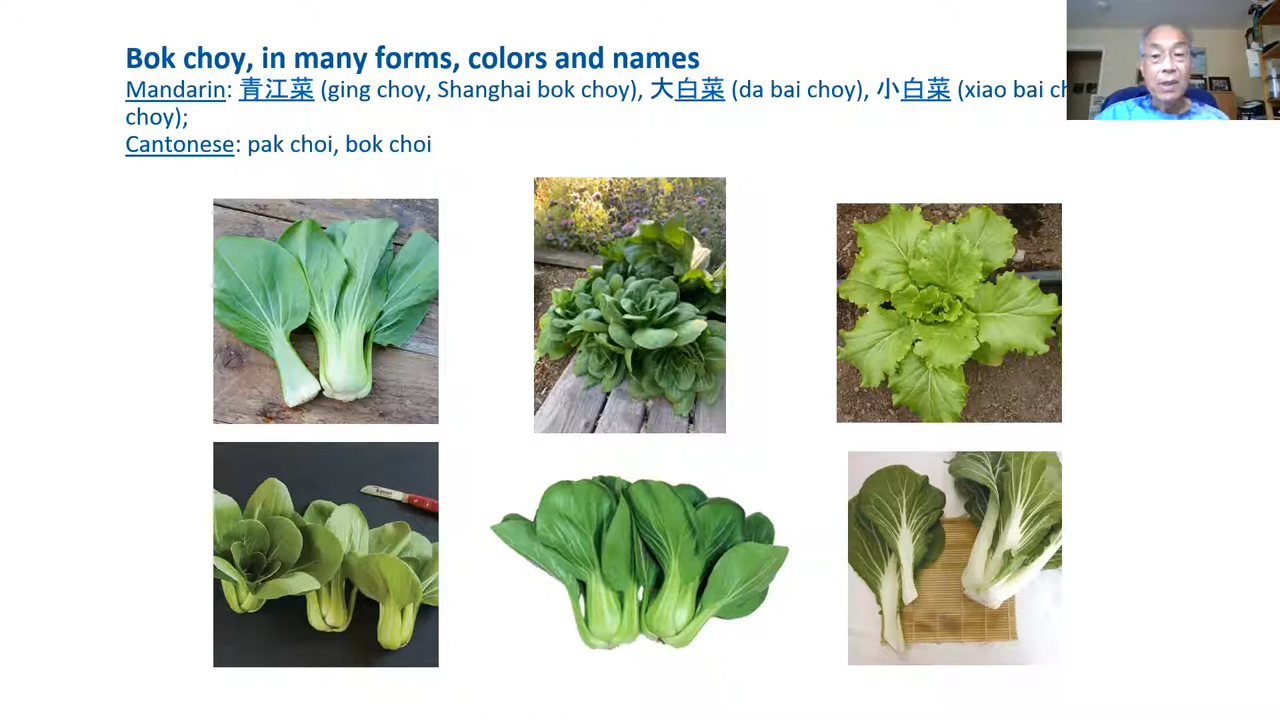 Bok choy, in many forms, colors and names
Mandarin: 青江菜 (ging choy, Shanghai bok choy), 大白菜 (da bai choy), 小白菜 (xiao bai
choy);
Cantonese: pak choi, bok choi